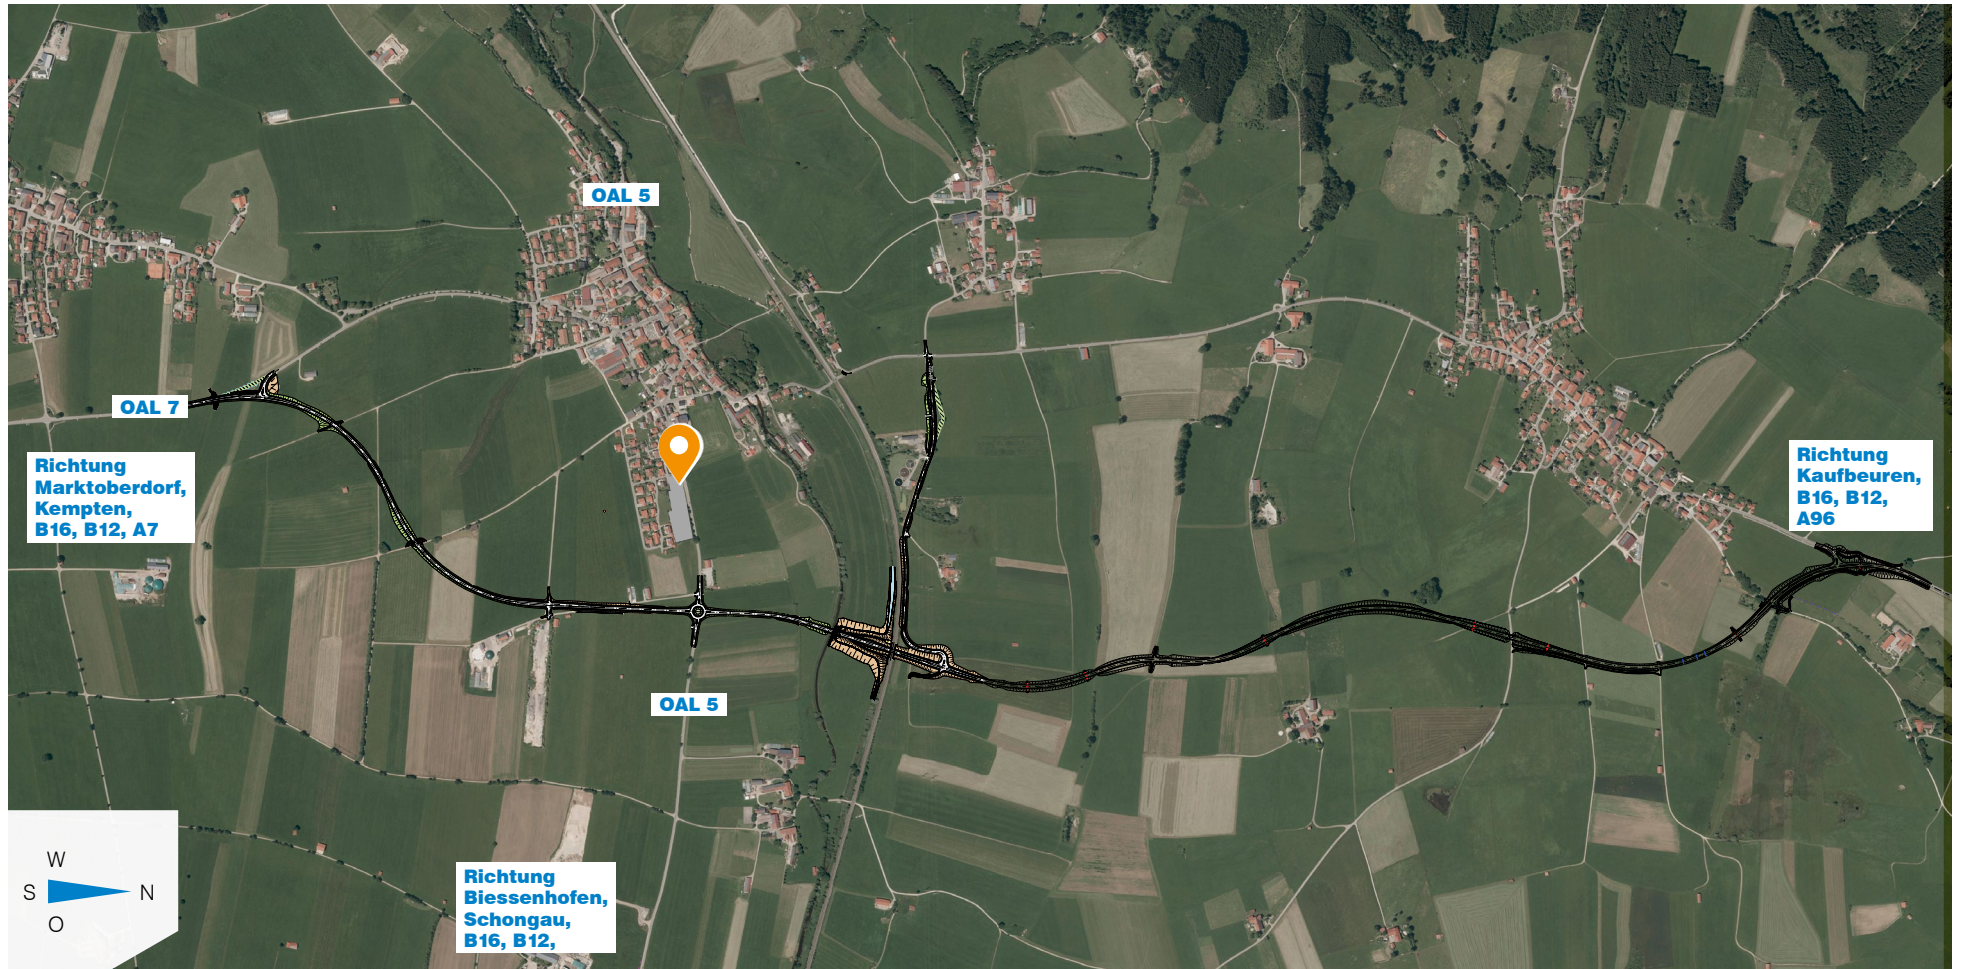 OAL 5
OAL 7
Richtung
Marktoberdorf,
Kempten,
B16, B12, A7
Richtung
Kaufbeuren,
B16, B12,
A96
OAL 5
Richtung
Biessenhofen,
Schongau,
B16, B12,
W
S N
O